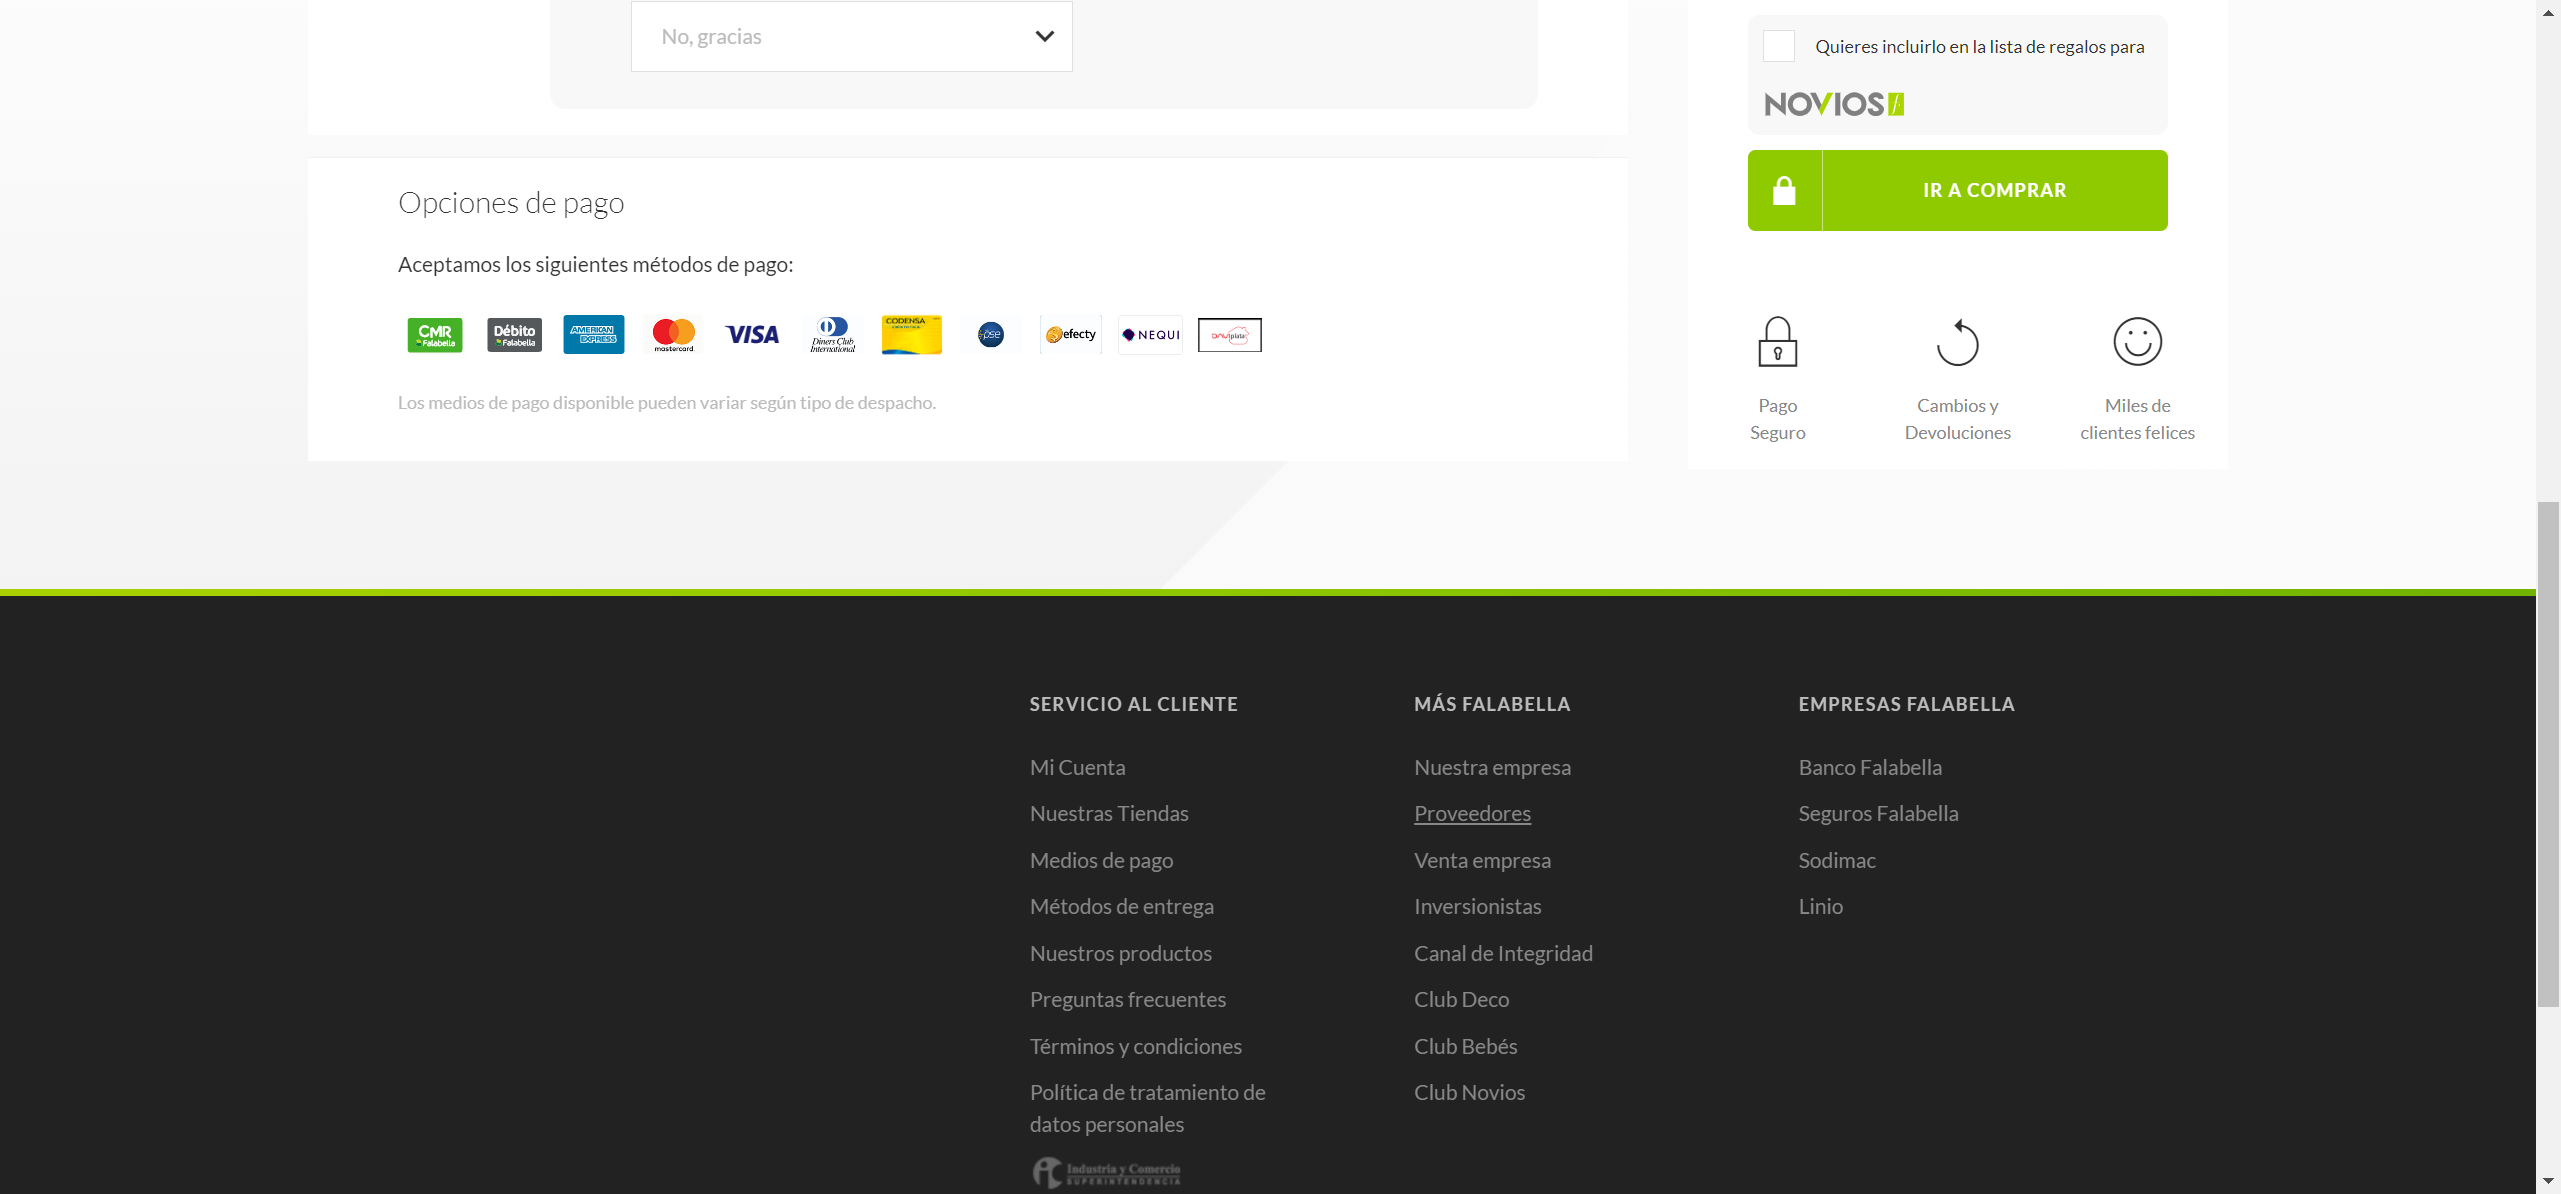 No, gracias
Quieres incluirlo en la lista de regalos para
NOVIOS
IR A COMPRAR
Opciones de pago
Aceptamos los siguientes métodos de pago:
CMR Falabella
Débito Falabella
AMERICAN EXPRESS
mastercard
VISA
Diners Club International
CODENSA
pse
efecty
NEQUI
DAVIplata
Los medios de pago disponible pueden variar según tipo de despacho.
Pago
Seguro
Cambios y
Devoluciones
Miles de
clientes felices
SERVICIO AL CLIENTE
Mi Cuenta
Nuestras Tiendas
Medios de pago
Métodos de entrega
Nuestros productos
Preguntas frecuentes
Términos y condiciones
Política de tratamiento de
datos personales
Industria y Comercio
SUPERINTENDENCIA
MÁS FALABELLA
Nuestra empresa
Proveedores
Venta empresa
Inversionistas
Canal de Integridad
Club Deco
Club Bebés
Club Novios
EMPRESAS FALABELLA
Banco Falabella
Seguros Falabella
Sodimac
Linio